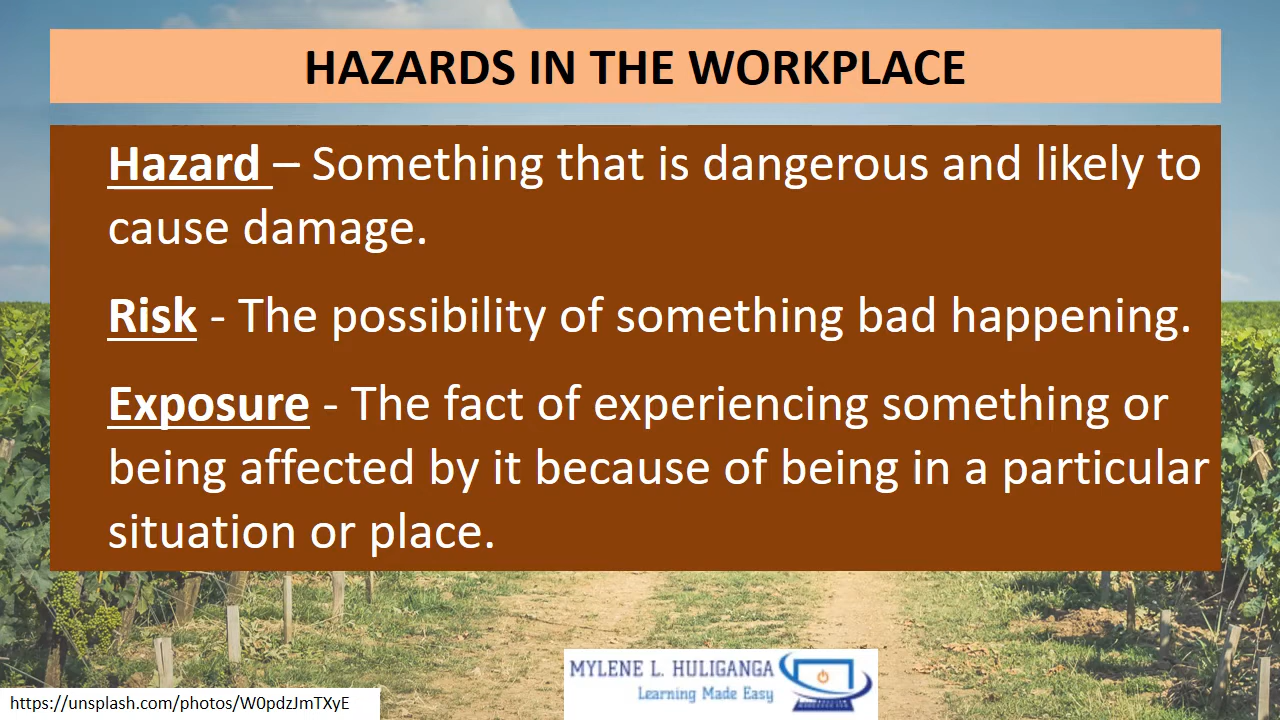 HAZARDS IN THE WORKPLACE
Hazard – Something that is dangerous and likely to
cause damage.
Risk - The possibility of something bad happening.
Exposure - The fact of experiencing something or
being affected by it because of being in a particular
situation or place.
MYLENE L. HULIGANGA
Learning Made Easy
https://unsplash.com/photos/W0pdzJmTXyE